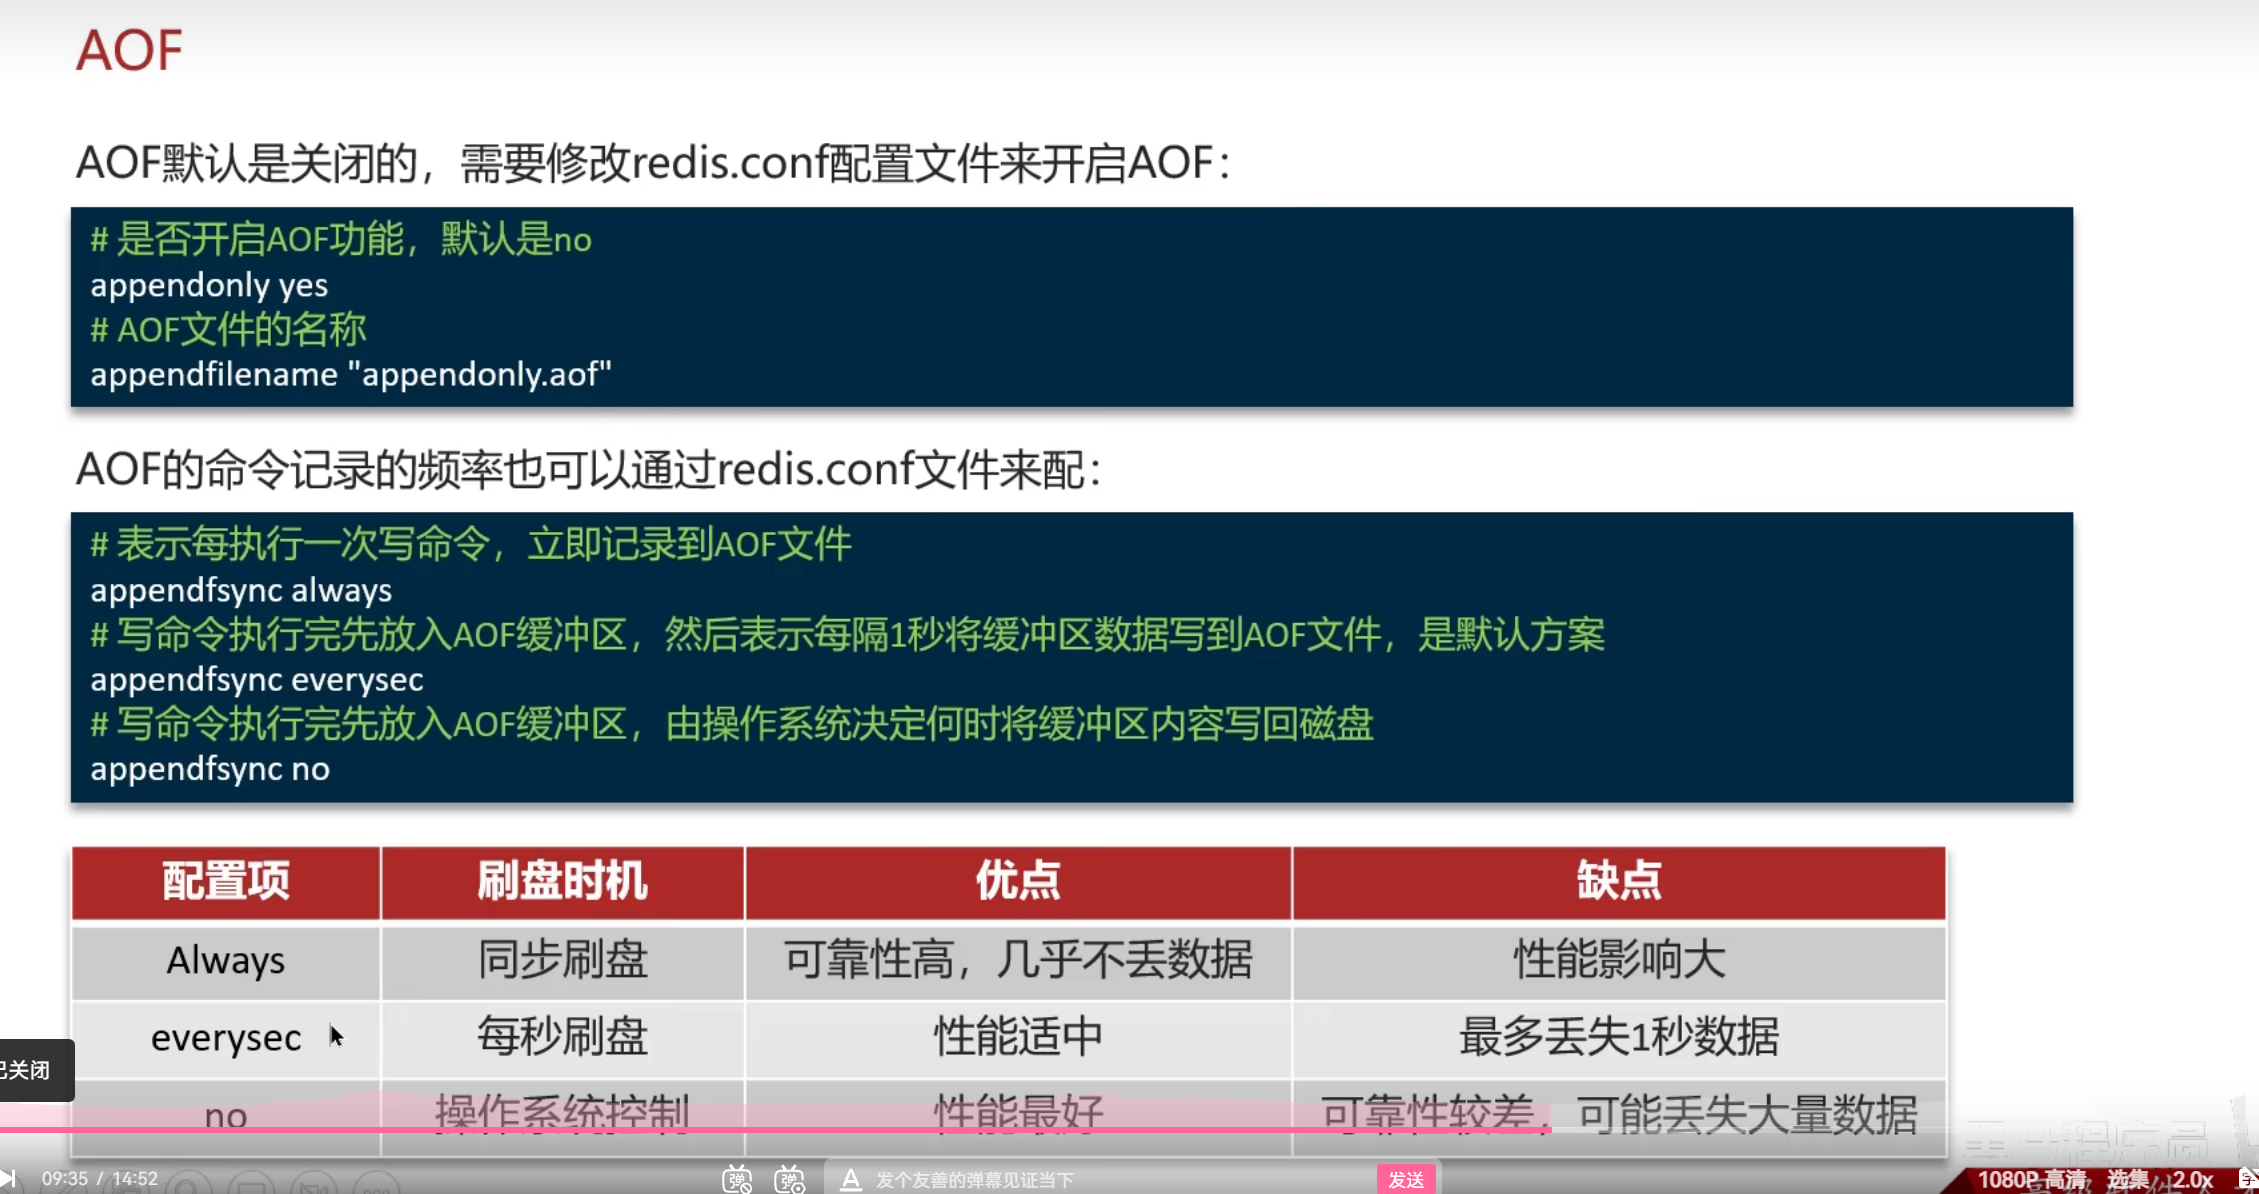 AOF
AOF默认是关闭的，需要修改redis.conf配置文件来开启AOF：
# 是否开启AOF功能，默认是no
appendonly yes
# AOF文件的名称
appendfilename "appendonly.aof"
AOF的命令记录的频率也可以通过redis.conf文件来配：
# 表示每执行一次写命令，立即记录到AOF文件
appendfsync always
# 写命令执行完先放入AOF缓冲区，然后表示每隔1秒将缓冲区数据写到AOF文件，是默认方案
appendfsync everysec
# 写命令执行完先放入AOF缓冲区，由操作系统决定何时将缓冲区内容写回磁盘
appendfsync no
配置项 刷盘时机 优点 缺点
Always 同步刷盘 可靠性高，几乎不丢数据 性能影响大
everysec 每秒刷盘 性能适中 最多丢失1秒数据
已关闭
no 操作系统控制 性能最好 可靠性较差，可能丢失大量数据
09:35 / 14:52 弹 弹 A 发个友善的弹幕见证当下 发送 1080P 高清 选集 2.0x 字